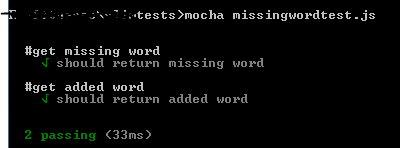 tests>mocha missingwordtest.js
#get missing word
√ should return missing word
#get added word
√ should return added word
2 passing (33ms)